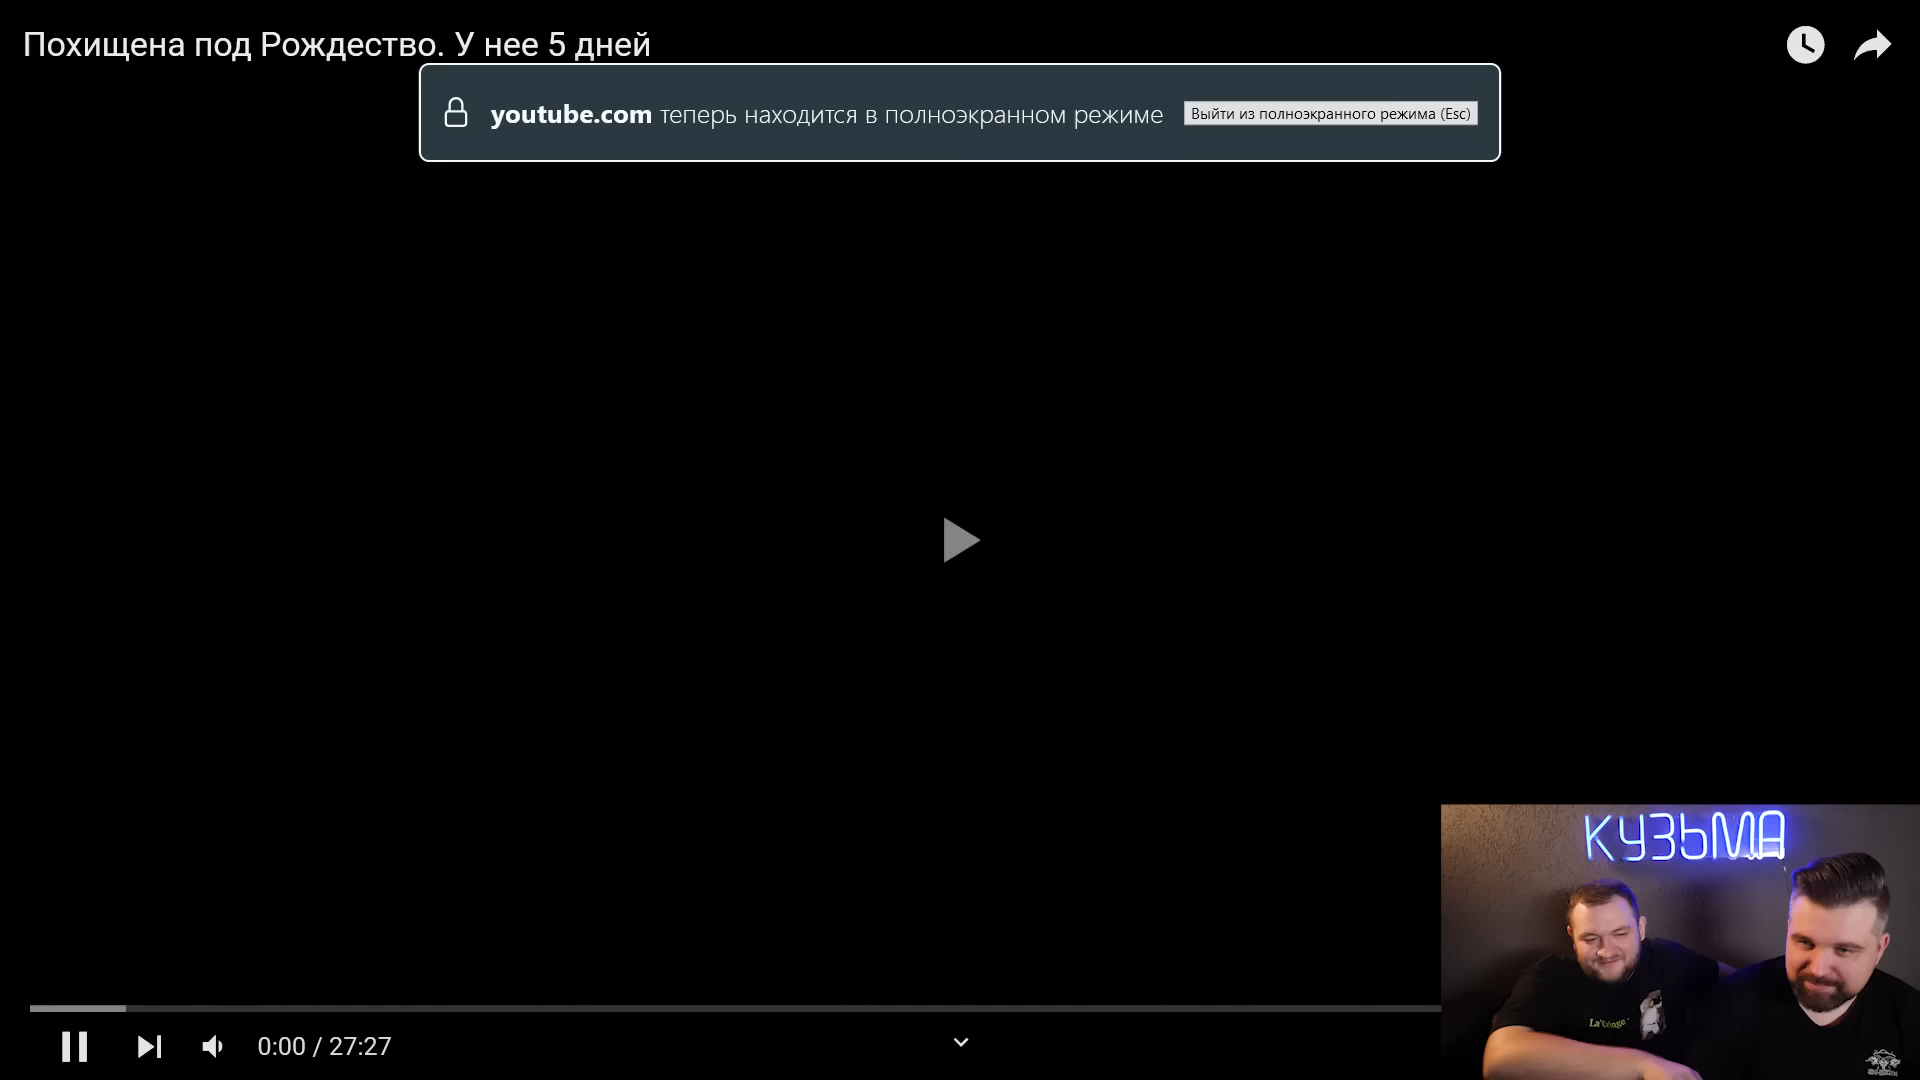 Похищена под Рождество. У нее 5 дней
youtube.com теперь находится в полноэкранном режиме
Выйти из полноэкранного режима (Esc)
КУЗЬМА
0:00 / 27:27